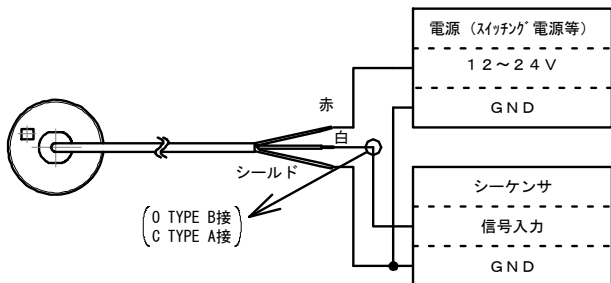 電源（ｽｲｯﾁﾝｸﾞ電源等）
１２～２４Ｖ
ＧＮＤ
赤
白
シールド
O TYPE B接
C TYPE A接
シーケンサ
信号入力
ＧＮＤ